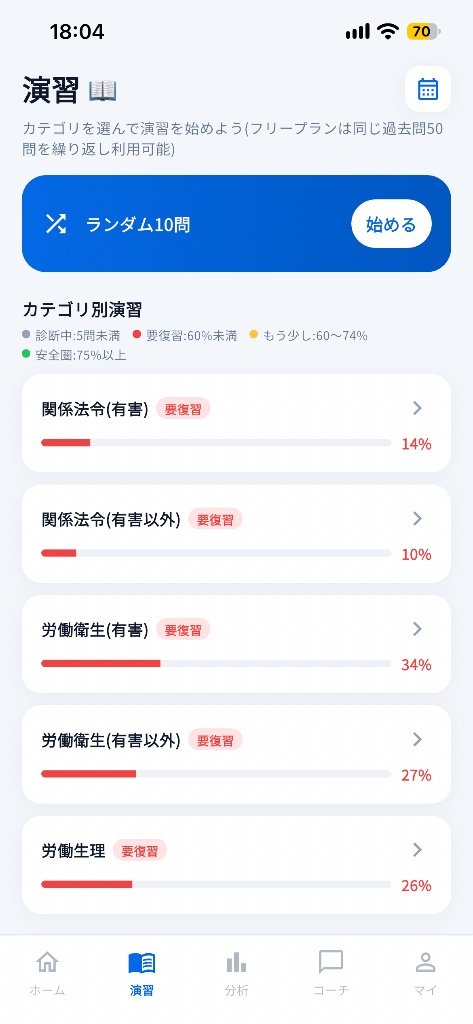 18:04
70
演習 📖
カテゴリを選んで演習を始めよう(フリープランは同じ過去問50
問を繰り返し利用可能)
ランダム10問
始める
カテゴリ別演習
診断中:5問未満 要復習:60%未満 もう少し:60〜74%
安全圏:75%以上
関係法令(有害) 要復習
14%
関係法令(有害以外) 要復習
10%
労働衛生(有害) 要復習
34%
労働衛生(有害以外) 要復習
27%
労働生理 要復習
26%
ホーム 演習 分析 コーチ マイ